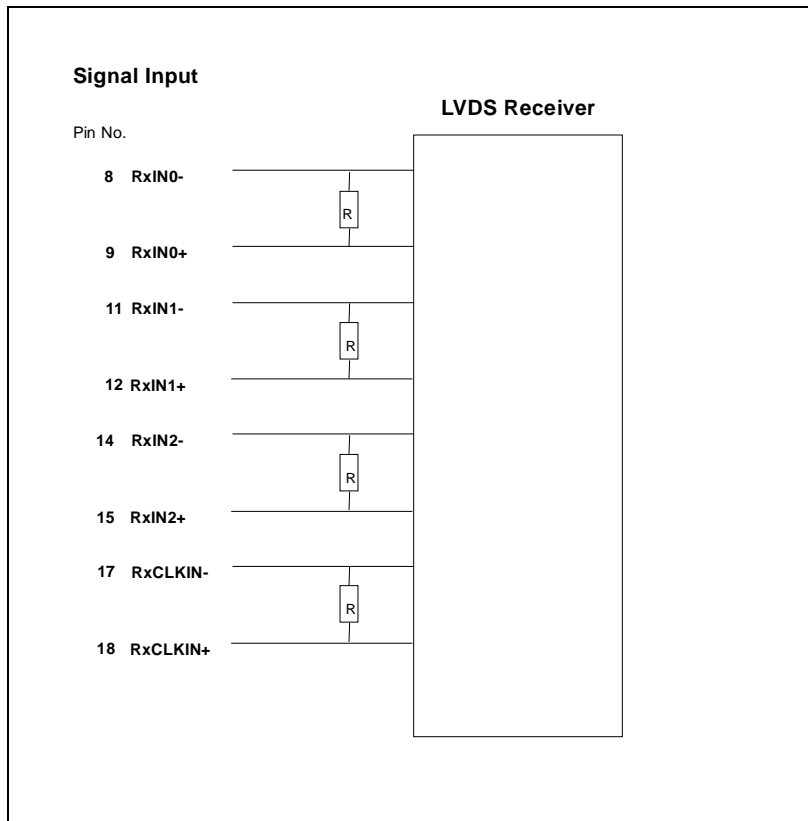 Signal Input
LVDS Receiver
Pin No.
8 RxIN0-
R
9 RxIN0+
11 RxIN1-
R
12 RxIN1+
14 RxIN2-
R
15 RxIN2+
17 RxCLKIN-
R
18 RxCLKIN+